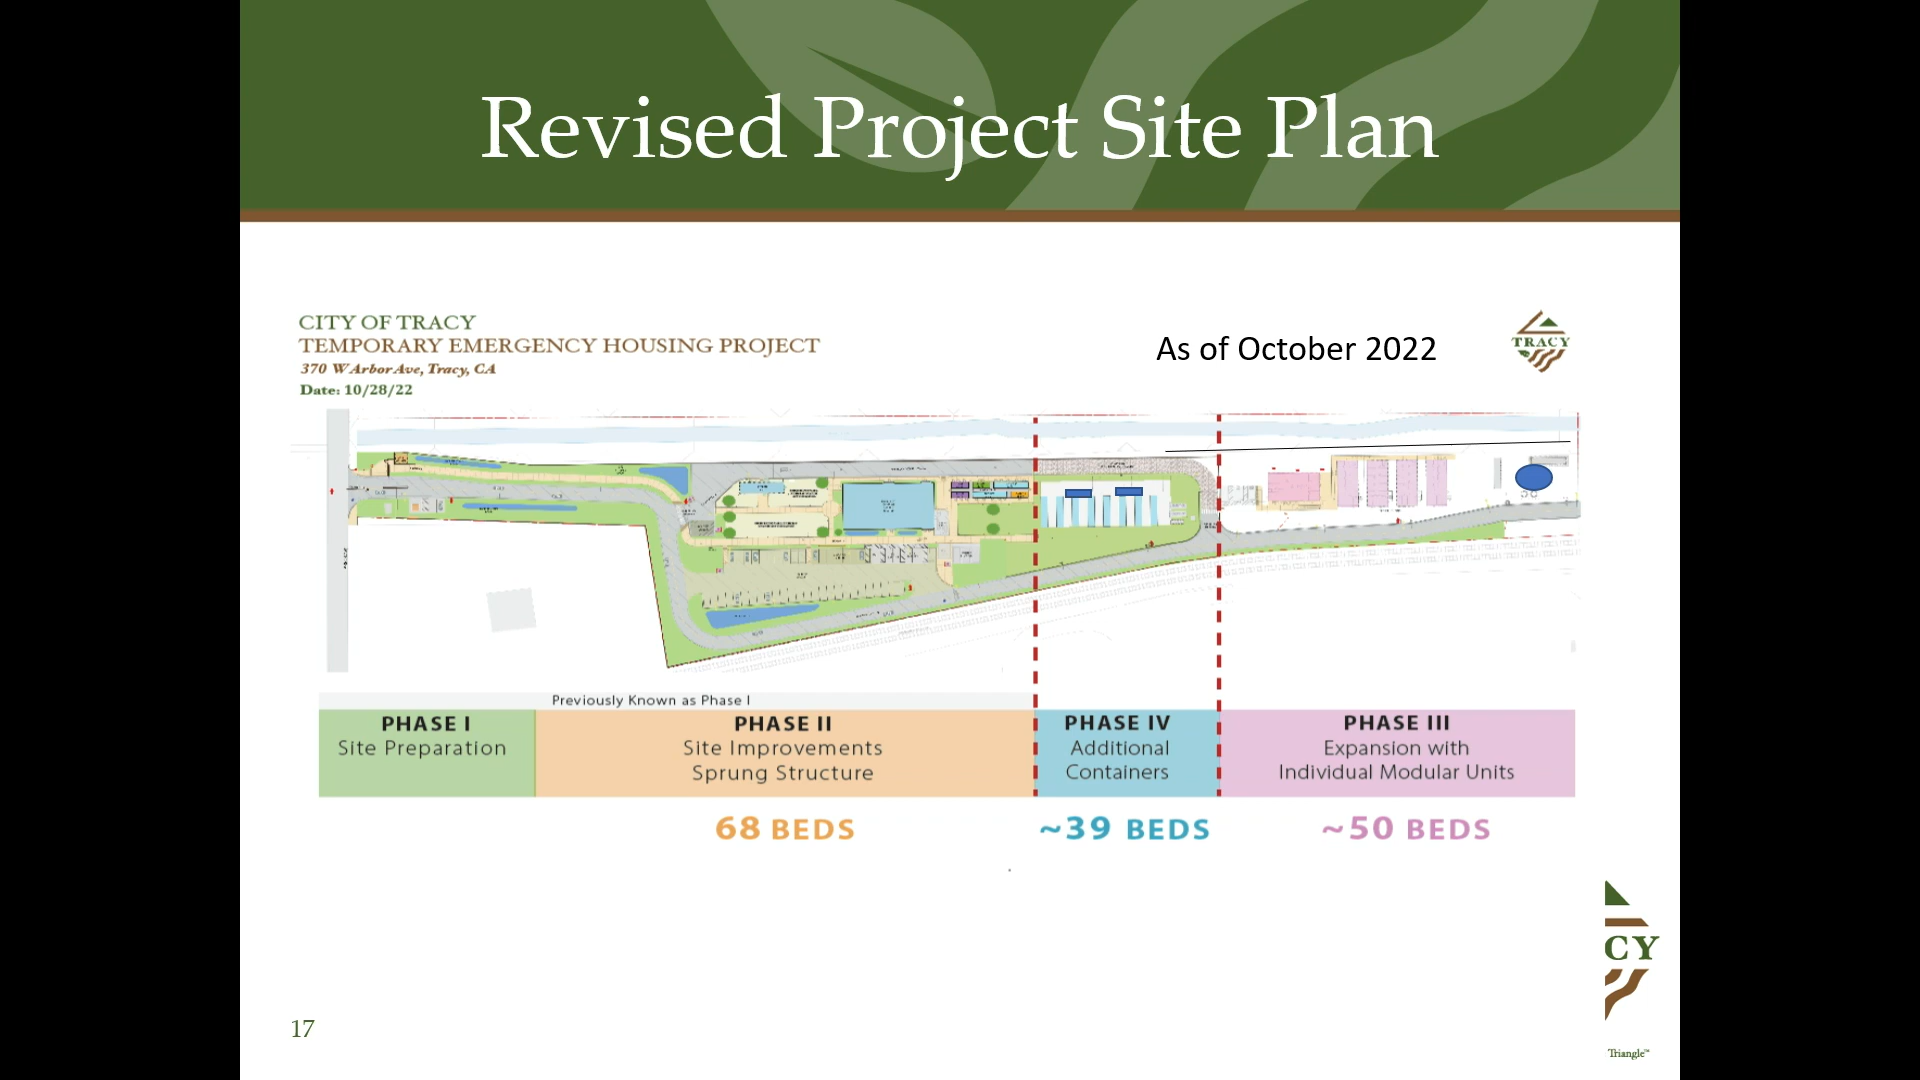 Revised Project Site Plan
CITY OF TRACY
TEMPORARY EMERGENCY HOUSING PROJECT
370 W Arbor Ave, Tracy, CA
Date: 10/28/22
As of October 2022
TRACY
Previously Known as Phase I
PHASE I
Site Preparation
PHASE II
Site Improvements
Sprung Structure
PHASE IV
Additional
Containers
PHASE III
Expansion with
Individual Modular Units
68 BEDS
~39 BEDS
~50 BEDS
CY
Triangle™
17